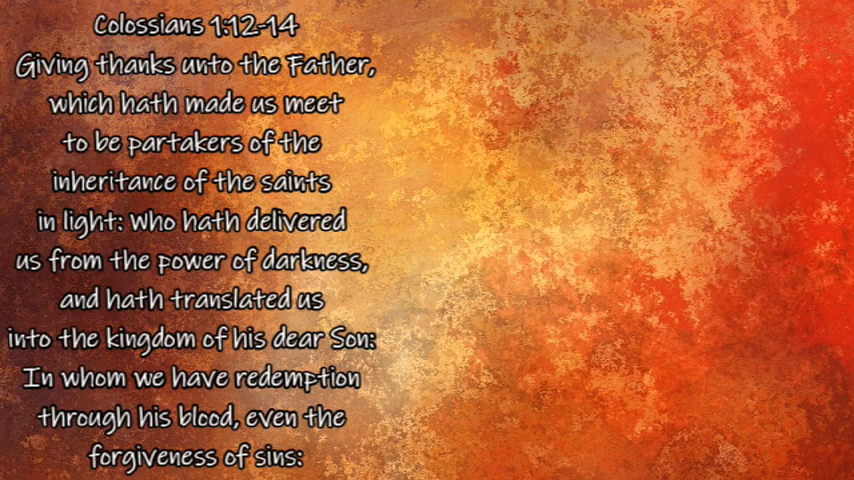 Colossians 1:12-14
Giving thanks unto the Father,
which hath made us meet
to be partakers of the
inheritance of the saints
in light: Who hath delivered
us from the power of darkness,
and hath translated us
into the kingdom of his dear Son:
In whom we have redemption
through his blood, even the
forgiveness of sins: